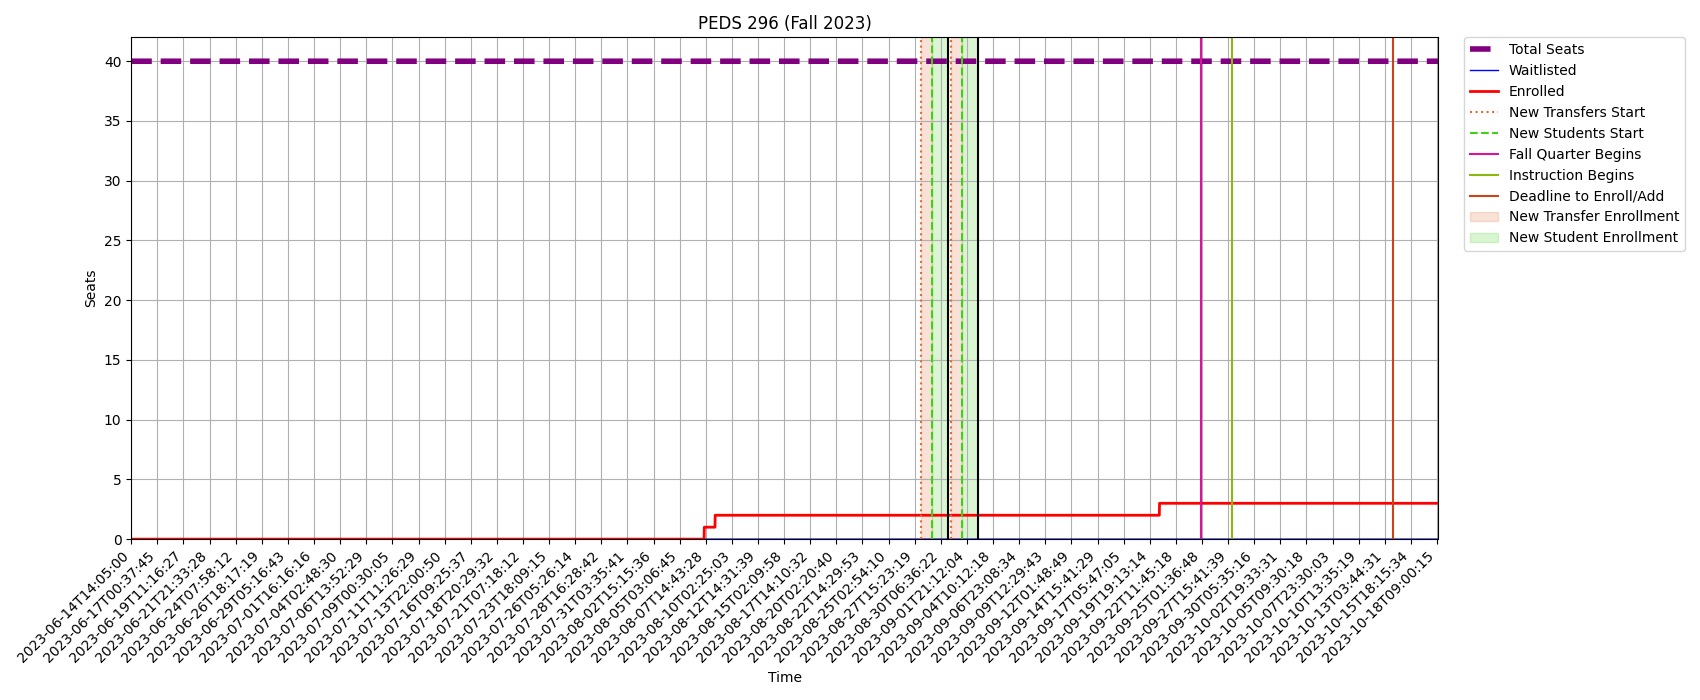 PEDS 296 (Fall 2023)
Total Seats
Waitlisted
Enrolled
New Transfers Start
New Students Start
Fall Quarter Begins
Instruction Begins
Deadline to Enroll/Add
New Transfer Enrollment
New Student Enrollment
Seats
40
35
30
25
20
15
10
5
0
2023-06-14T14:05:00
2023-06-17T00:37:45
2023-06-19T11:16:27
2023-06-21T21:33:28
2023-06-24T07:58:12
2023-06-26T18:17:19
2023-06-29T05:16:43
2023-07-01T16:16:16
2023-07-04T02:48:30
2023-07-06T13:52:29
2023-07-09T00:30:05
2023-07-11T11:26:29
2023-07-13T22:00:50
2023-07-16T09:25:37
2023-07-18T20:29:32
2023-07-21T07:18:12
2023-07-23T18:09:15
2023-07-26T05:26:14
2023-07-28T16:28:42
2023-07-31T03:35:41
2023-08-02T15:15:36
2023-08-05T03:06:45
2023-08-07T14:43:28
2023-08-10T02:25:03
2023-08-12T14:31:39
2023-08-15T02:09:58
2023-08-17T14:10:32
2023-08-20T02:20:40
2023-08-22T14:29:53
2023-08-25T02:54:10
2023-08-27T15:23:19
2023-08-30T06:36:22
2023-09-01T21:12:04
2023-09-04T10:12:18
2023-09-06T23:08:34
2023-09-09T12:29:43
2023-09-12T01:48:49
2023-09-14T15:41:29
2023-09-17T05:47:05
2023-09-19T19:13:14
2023-09-22T11:45:18
2023-09-25T01:36:48
2023-09-27T15:41:39
2023-09-30T05:35:16
2023-10-02T19:33:31
2023-10-05T09:30:18
2023-10-07T23:30:03
2023-10-10T13:35:19
2023-10-13T03:44:31
2023-10-15T18:15:34
2023-10-18T09:00:15
Time